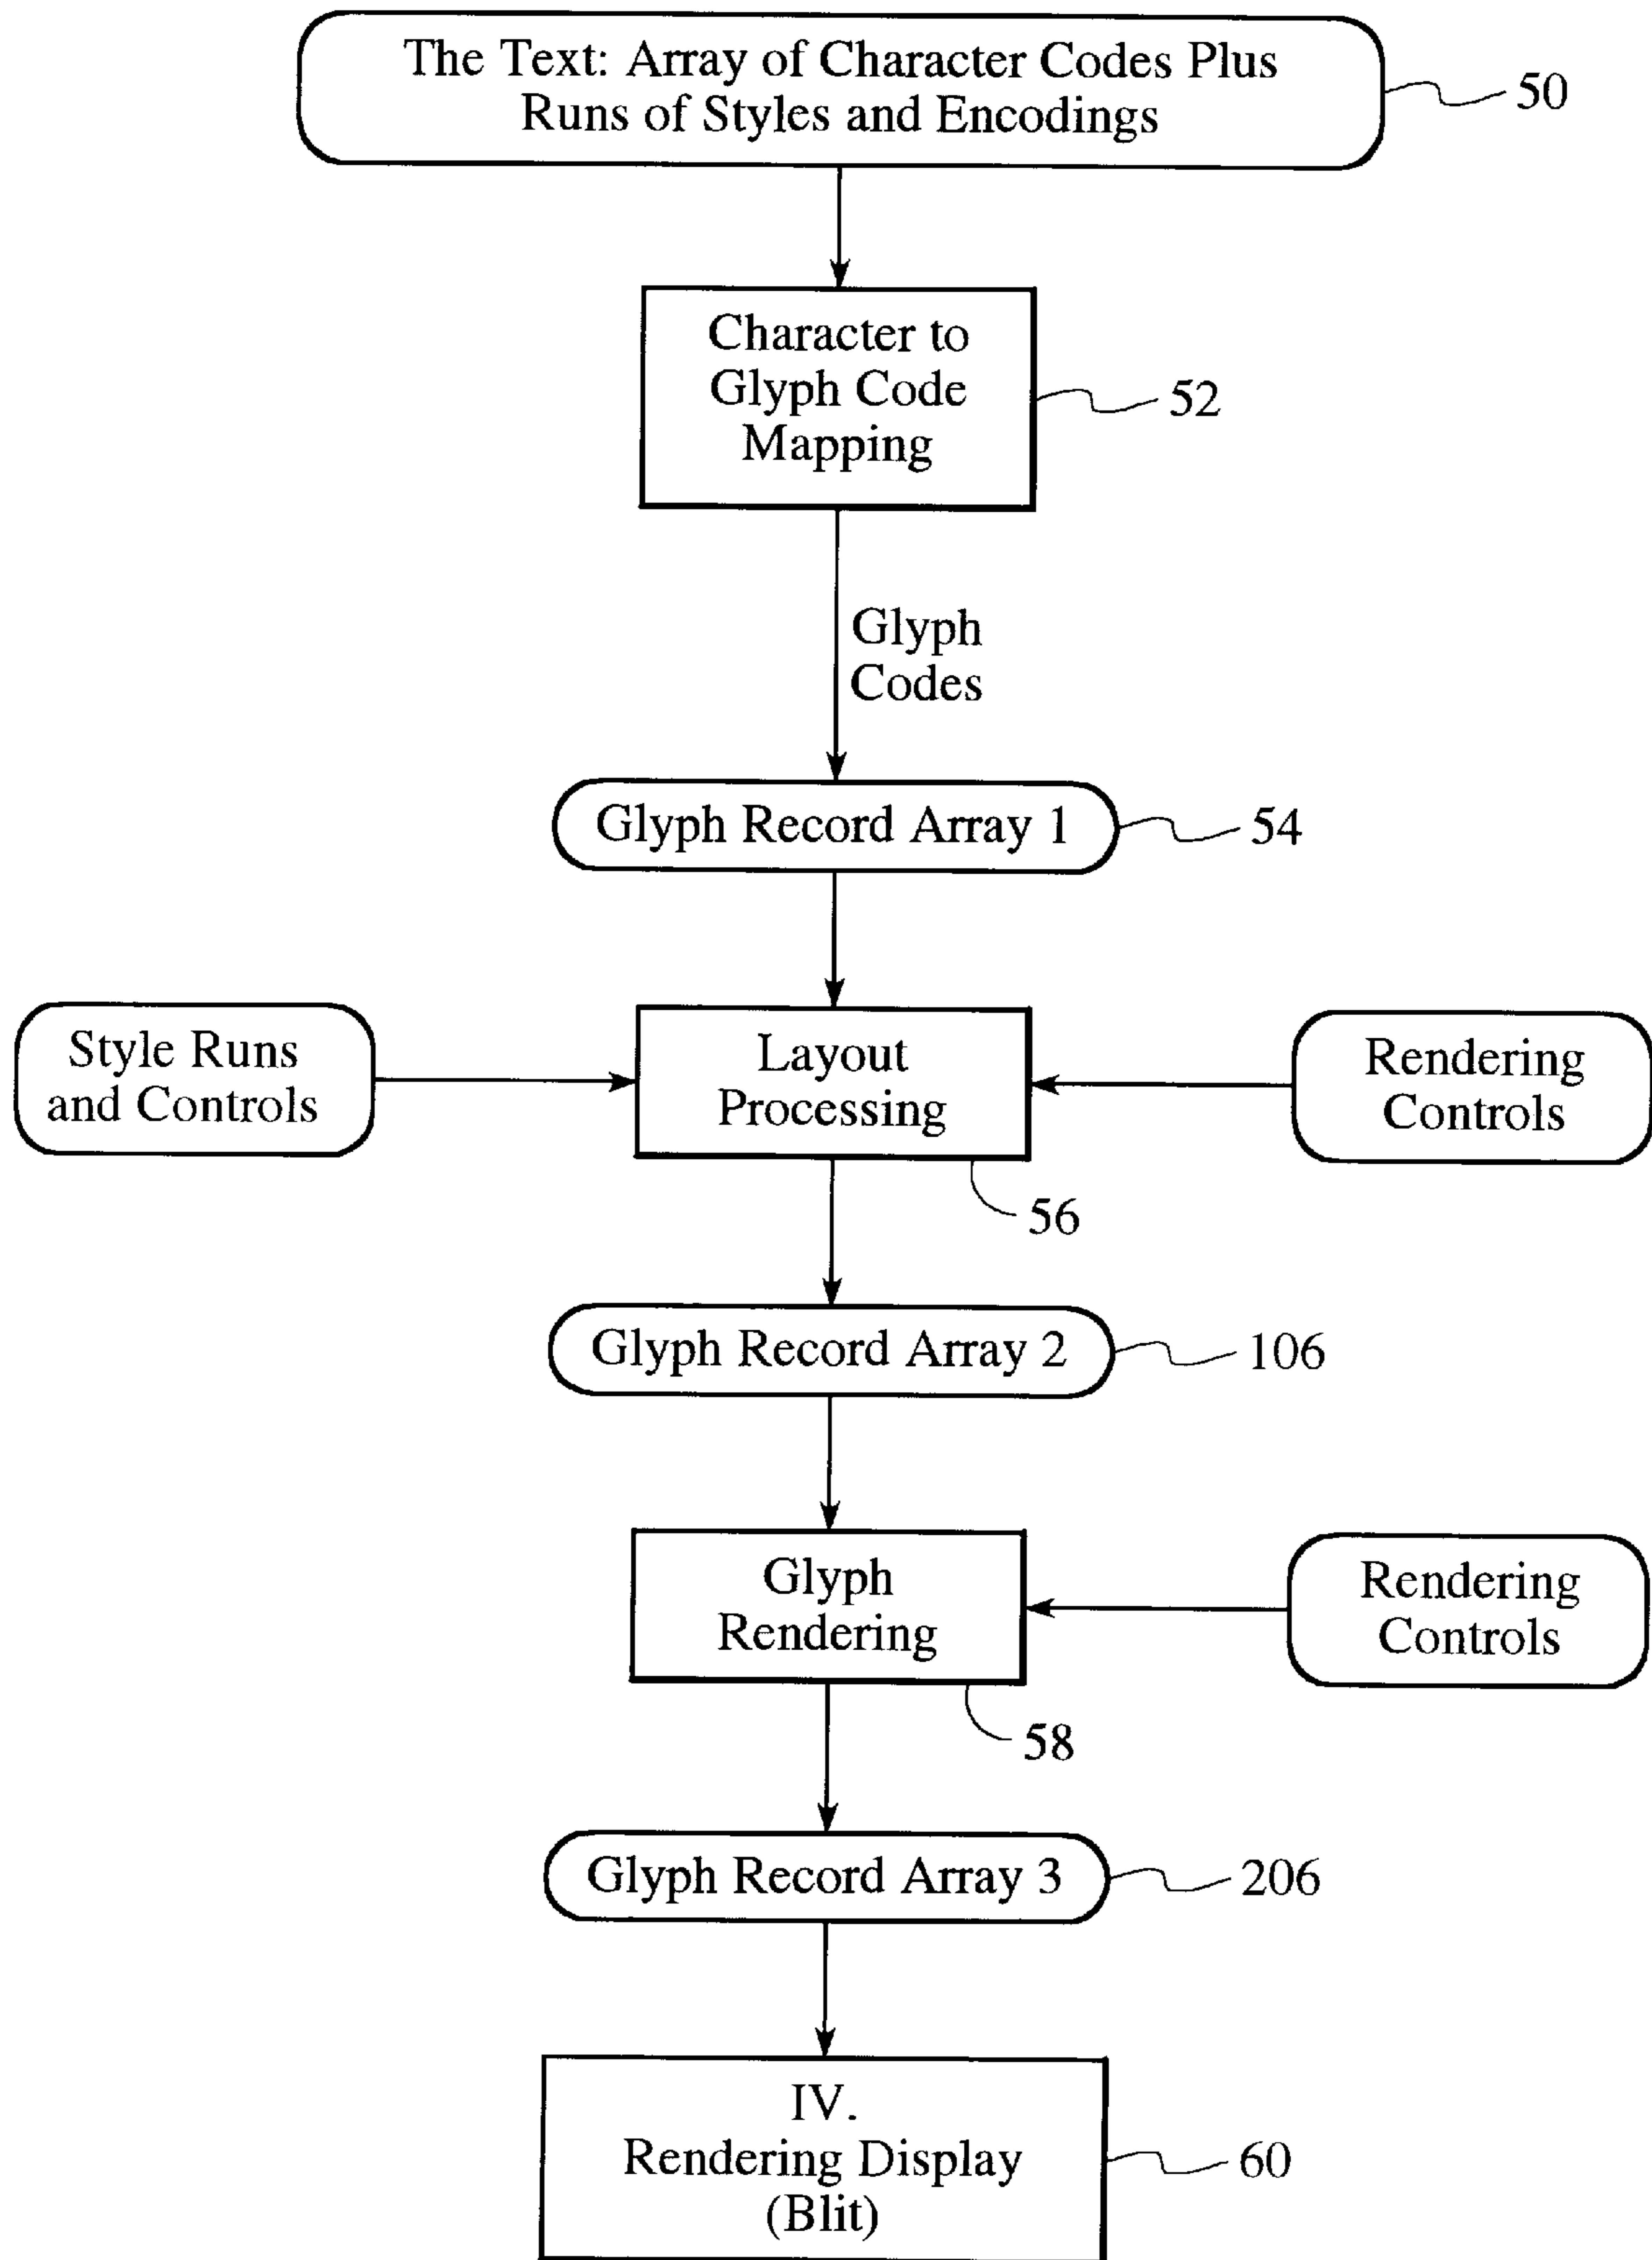 The Text: Array of Character Codes Plus
Runs of Styles and Encodings
50
Character to
Glyph Code
Mapping
52
Glyph
Codes
Glyph Record Array 1
54
Style Runs
and Controls
Layout
Processing
Rendering
Controls
56
Glyph Record Array 2
106
Glyph
Rendering
Rendering
Controls
58
Glyph Record Array 3
206
IV.
Rendering Display
(Blit)
60